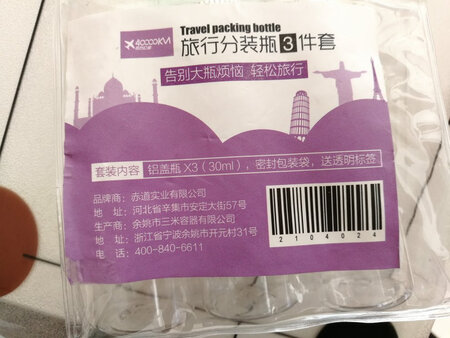 Travel packing bottle
40000KM
旅行分装瓶3件套
告别大瓶烦恼 轻松旅行
套装内容 铝盖瓶 X3（30ml），密封包装袋，送透明标签
品牌商：赤道实业有限公司
地 址：河北省辛集市安定大街57号
生产商：余姚市三米容器有限公司
地 址：浙江省宁波余姚市开元村31号
电 话：400-840-6611
2104024